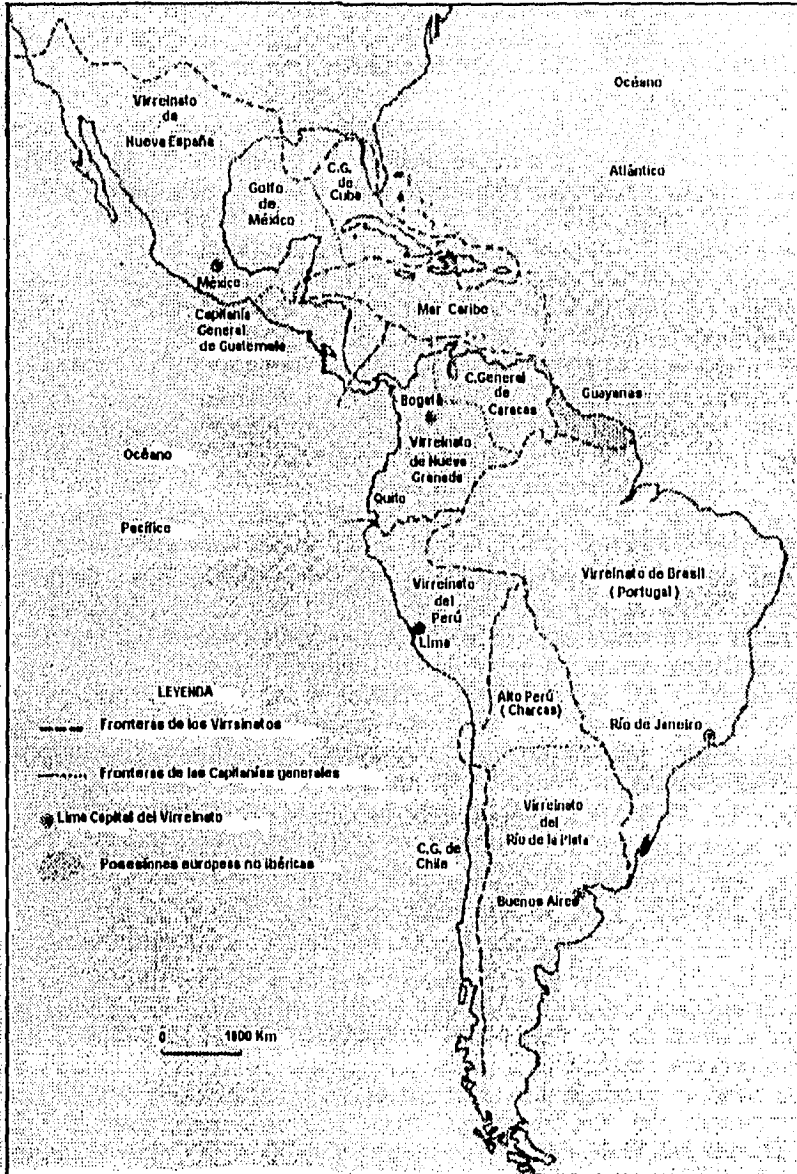 Virreinato
de
Nueva España
Océano
Atlántico
C.G.
de
Cuba
Golfo
de
México
México
Capitanía
General
de Guatemala
Mar Caribe
C.General
de
Caracas
Guayanas
Bogotá
Virreinato
de Nueva
Granada
Océano
Pacífico
Quito
Virreinato
del
Perú
Lima
Virreinato de Brasil
( Portugal )
Alto Perú
( Charcas)
Río de Janeiro
LEYENDA
Fronteras de los Virreinatos
Fronteras de las Capitanías generales
Lima Capital del Virreinato
Posesiones europeas no Ibéricas
Virreinato
del
Río de la Plata
C.G. de
Chile
Buenos Aires
0 1000 Km